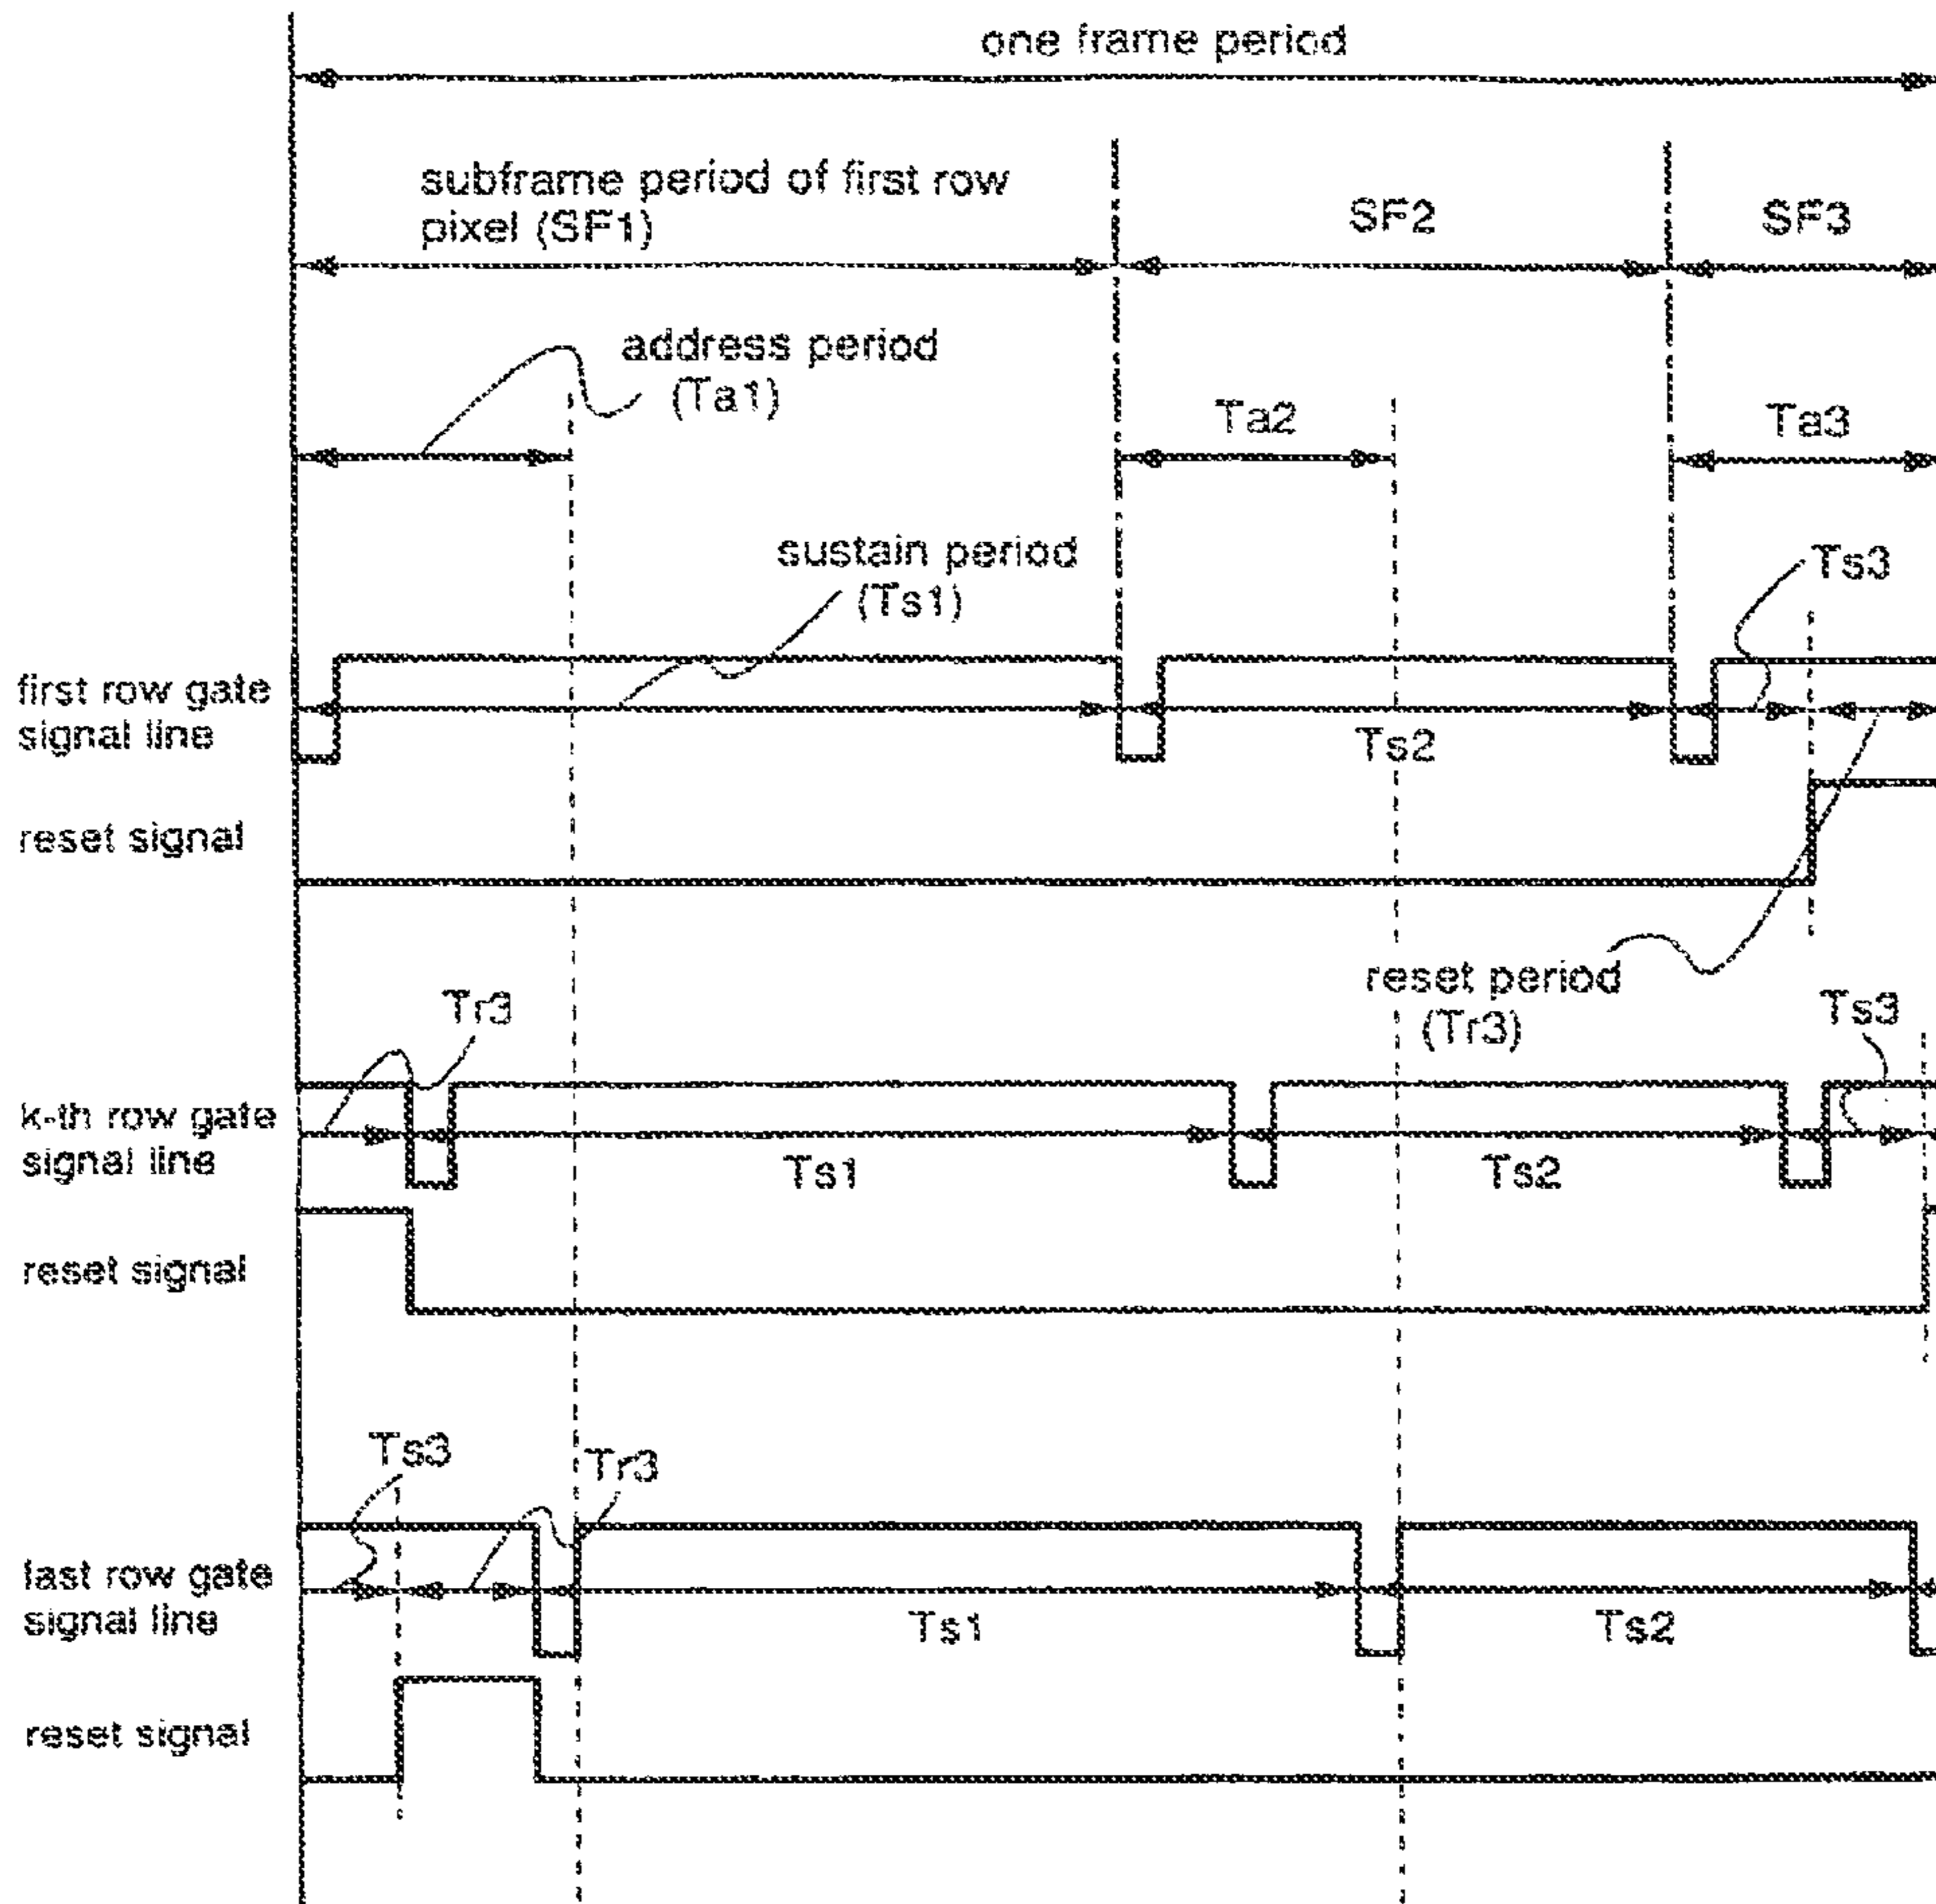 one frame period
subframe period of first row
pixel (SF1)
SF2
SF3
address period
(Ta1)
Ta2
Ta3
sustain period
(Ts1)
Ts3
first row gate
signal line
Ts2
reset signal
reset period
(Tr3)
Tr3
Ts3
k-th row gate
signal line
Ts1
Ts2
reset signal
Ts3
Tr3
last row gate
signal line
Ts1
Ts2
reset signal